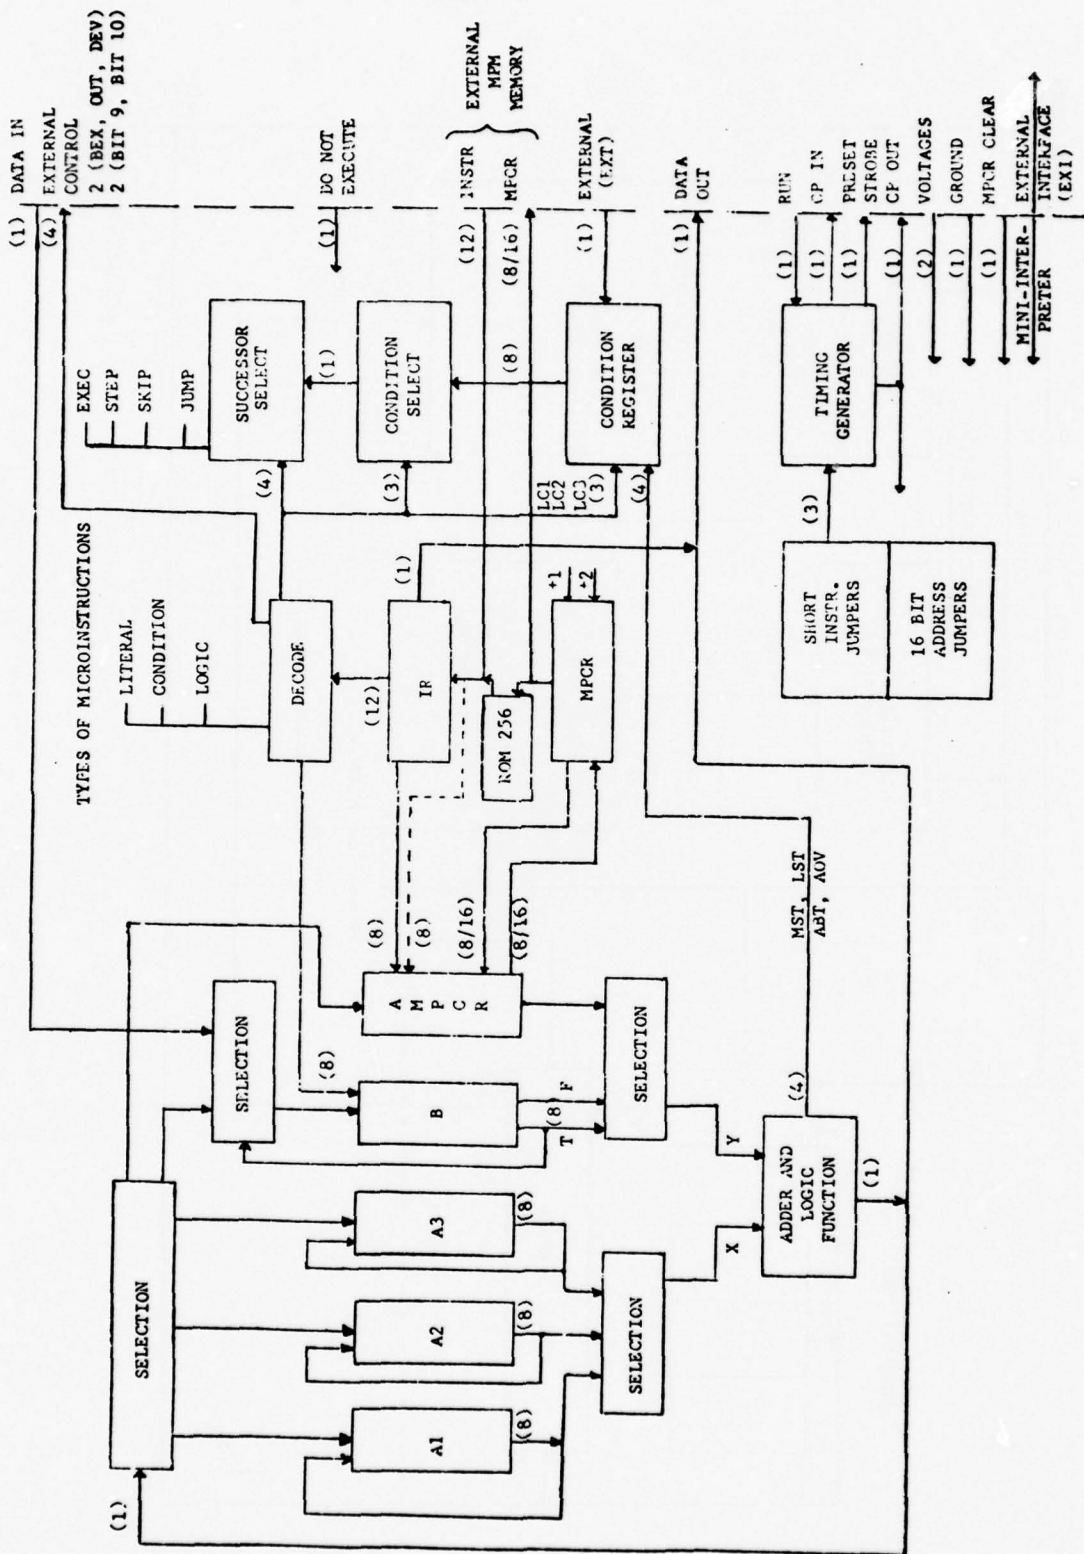 (1) DATA IN
(4) EXTERNAL
CONTROL
2 (BEX, OUT, DEV)
2 (BIT 9, BIT 10)
TYPES OF MICROINSTRUCTIONS
LITERAL
CONDITION
LOGIC
EXEC
STEP
SKIP
JUMP
(1) DO NOT
EXECUTE
(12) INSTR
(8/16) MPCR
EXTERNAL
MPM
MEMORY
(1) EXTERNAL
(EXT)
(1) DATA
OUT
SUCCESSOR
SELECT
(1)
CONDITION
SELECT
(8)
CONDITION
REGISTER
(4)
(3)
LC1
LC2
LC3
(3)
(4)
DECODE
(12)
IR
(1)
ROM 256
MPCR
+1
+2
(8)
(8)
(8/16)
(8/16)
SELECTION
(1)
SELECTION
(8)
A
M
P
C
R
B
T
(8)
F
A3
(8)
A2
(8)
A1
(8)
SELECTION
SELECTION
X
Y
ADDER AND
LOGIC
FUNCTION
(4)
(1)
MST, LST
ABT, AOV
SHORT
INSTR.
JUMPERS
16 BIT
ADDRESS
JUMPERS
(3)
TIMING
GENERATOR
(1) RUN
(1) CP IN
(1) PRESET
STROBE
(1) CP OUT
(2) VOLTAGES
(1) GROUND
(1) MPCR CLEAR
MINI-INTER-
PRETER
EXTERNAL
INTERFACE
(EXI)